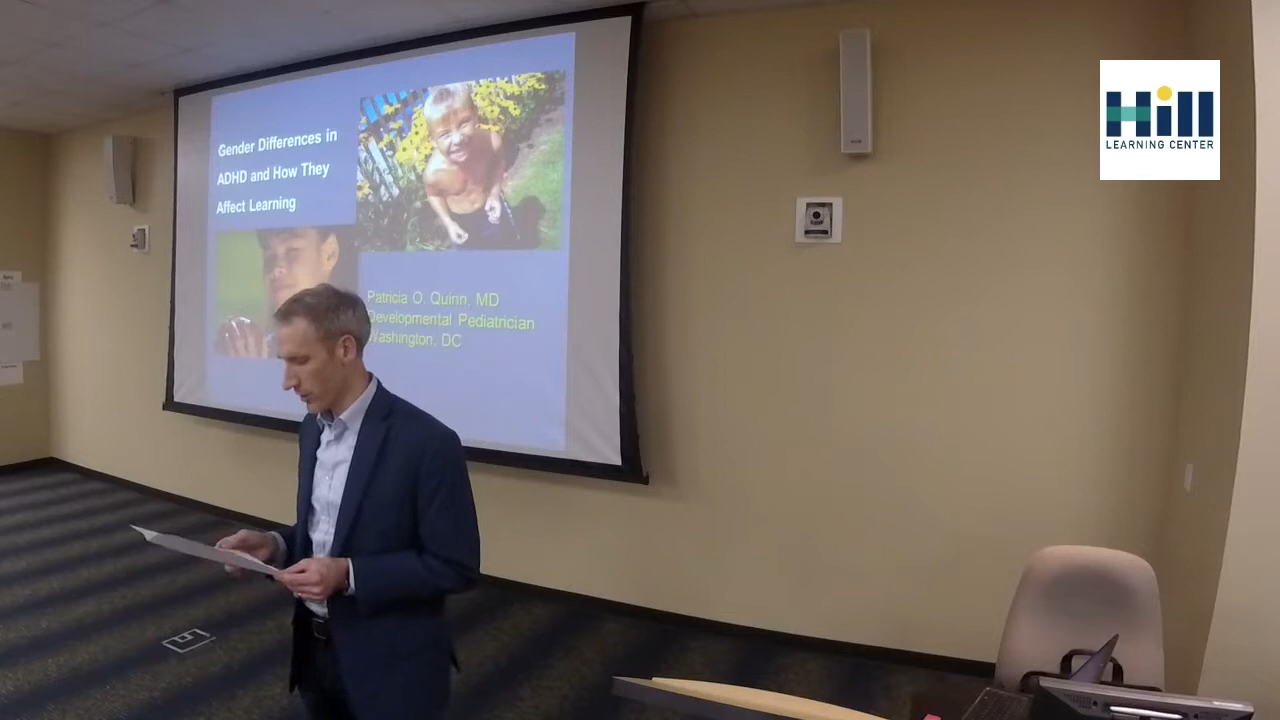 Gender Differences in
ADHD and How They
Affect Learning
Patricia O. Quinn, MD
Developmental Pediatrician
Washington, DC
Hill
LEARNING CENTER